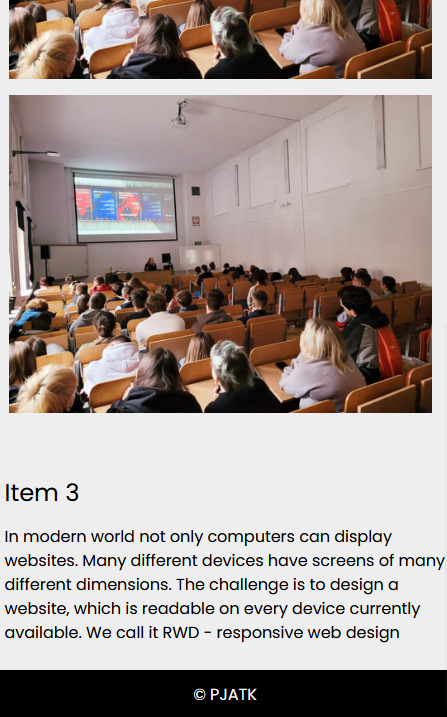 Item 3
In modern world not only computers can display
websites. Many different devices have screens of many
different dimensions. The challenge is to design a
website, which is readable on every device currently
available. We call it RWD - responsive web design
© PJATK